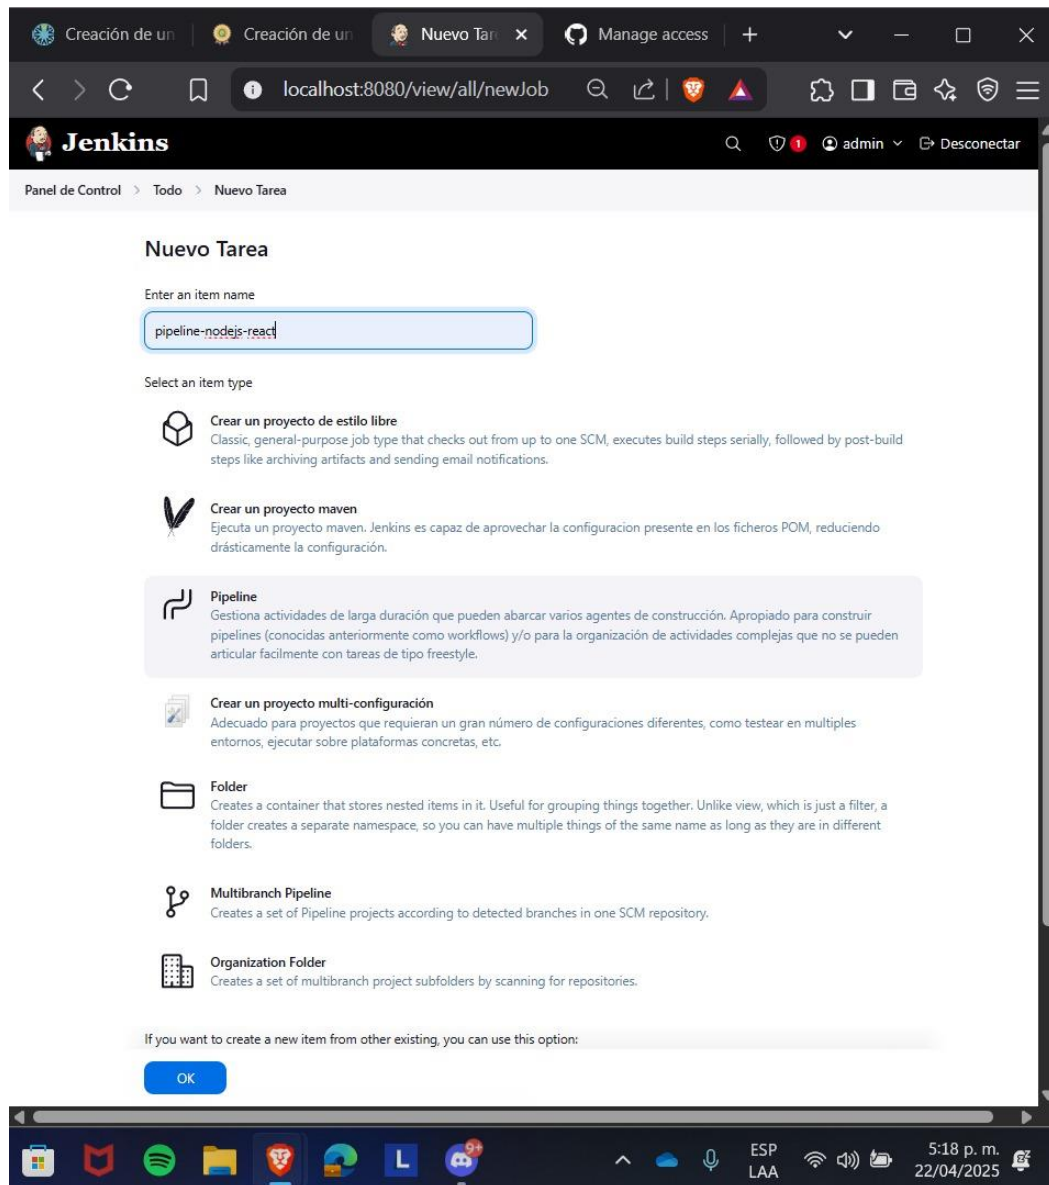 Creación de un
Creación de un
Nuevo Tare
Manage access
localhost:8080/view/all/newJob
Jenkins
1
admin
Desconectar
Panel de Control > Todo > Nuevo Tarea
Nuevo Tarea
Enter an item name
pipeline-nodejs-react
Select an item type
Crear un proyecto de estilo libre
Classic, general-purpose job type that checks out from up to one SCM, executes build steps serially, followed by post-build
steps like archiving artifacts and sending email notifications.
Crear un proyecto maven
Ejecuta un proyecto maven. Jenkins es capaz de aprovechar la configuracion presente en los ficheros POM, reduciendo
drásticamente la configuración.
Pipeline
Gestiona actividades de larga duración que pueden abarcar varios agentes de construcción. Apropiado para construir
pipelines (conocidas anteriormente como workflows) y/o para la organización de actividades complejas que no se pueden
articular facilmente con tareas de tipo freestyle.
Crear un proyecto multi-configuración
Adecuado para proyectos que requieran un gran número de configuraciones diferentes, como testear en multiples
entornos, ejecutar sobre plataformas concretas, etc.
Folder
Creates a container that stores nested items in it. Useful for grouping things together. Unlike view, which is just a filter, a
folder creates a separate namespace, so you can have multiple things of the same name as long as they are in different
folders.
Multibranch Pipeline
Creates a set of Pipeline projects according to detected branches in one SCM repository.
Organization Folder
Creates a set of multibranch project subfolders by scanning for repositories.
If you want to create a new item from other existing, you can use this option:
OK
L
9+
ESP
LAA
5:18 p. m.
22/04/2025